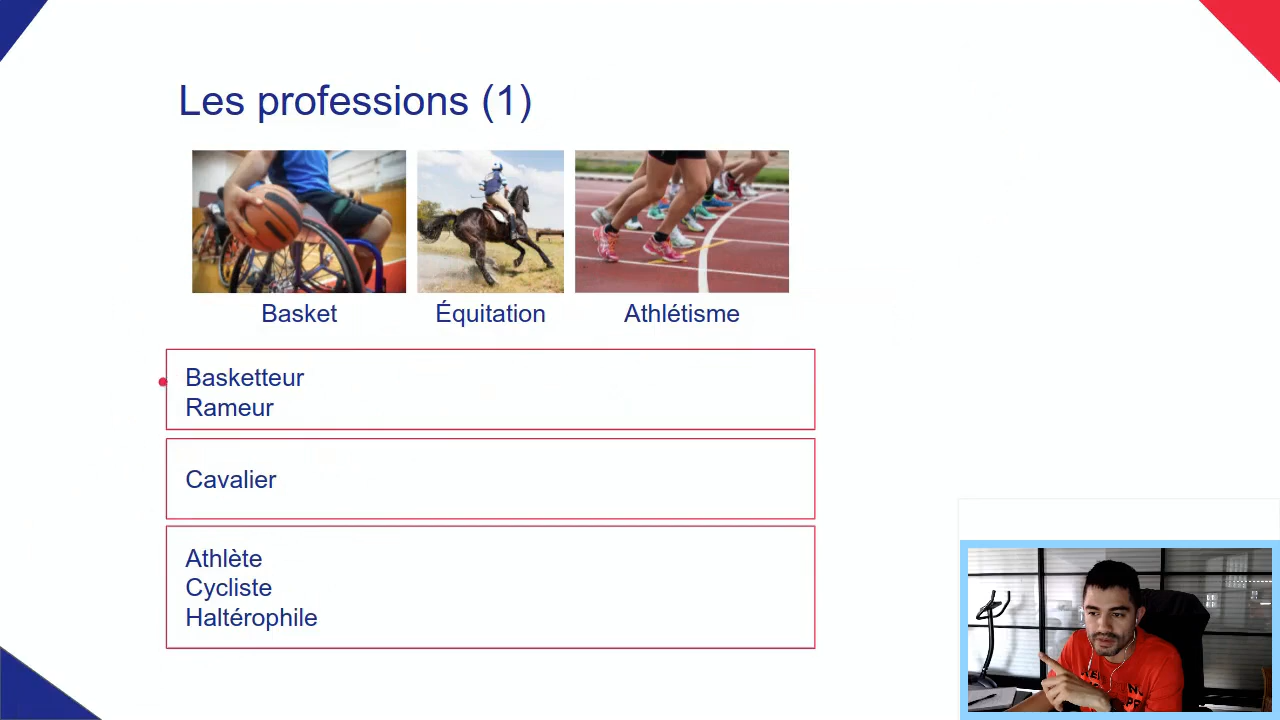 Les professions (1)
Basket
Équitation
Athlétisme
Basketteur
Rameur
Cavalier
Athlète
Cycliste
Haltérophile